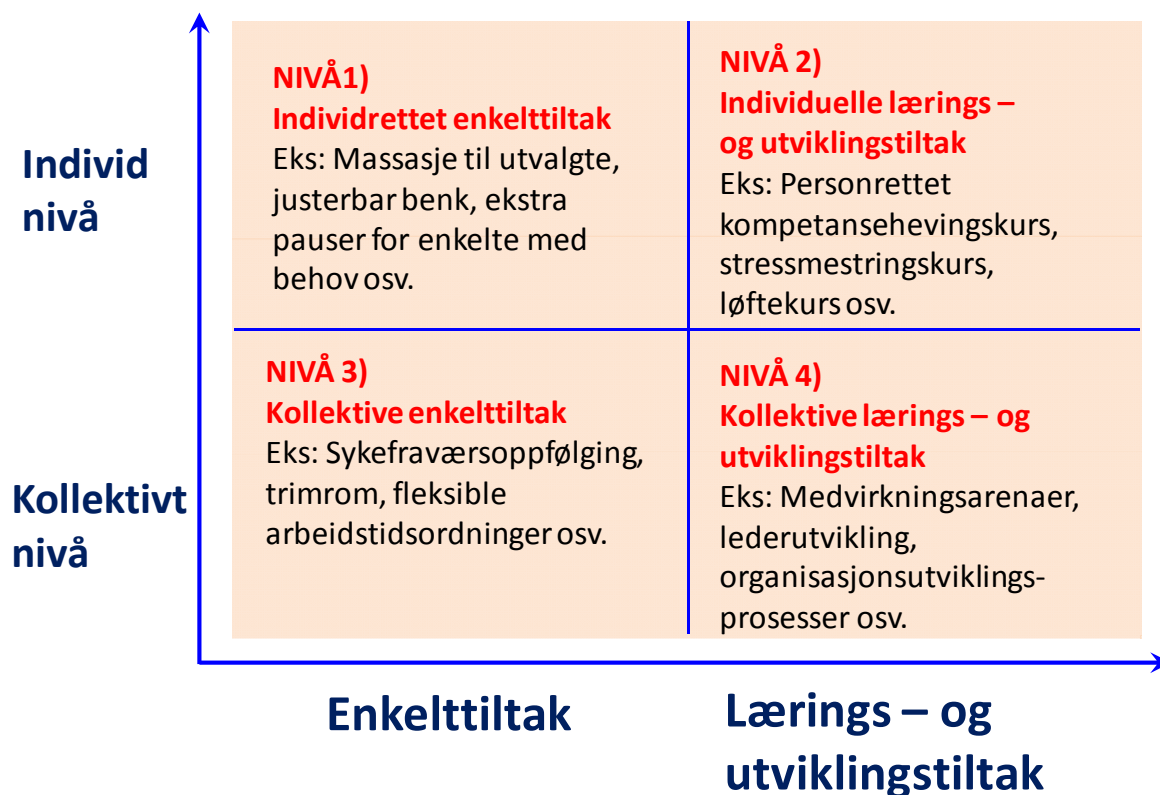 Individ
nivå
NIVÅ1)
Individrettet enkelttiltak
Eks: Massasje til utvalgte,
justerbar benk, ekstra
pauser for enkelte med
behov osv.
NIVÅ 2)
Individuelle lærings –
og utviklingstiltak
Eks: Personrettet
kompetansehevingskurs,
stressmestringskurs,
løftekurs osv.
Kollektivt
nivå
NIVÅ 3)
Kollektive enkelttiltak
Eks: Sykefraværsoppfølging,
trimrom, fleksible
arbeidstidsordninger osv.
NIVÅ 4)
Kollektive lærings – og
utviklingstiltak
Eks: Medvirkningsarenaer,
lederutvikling,
organisasjonsutviklings-
prosesser osv.
Enkelttiltak
Lærings – og
utviklingstiltak